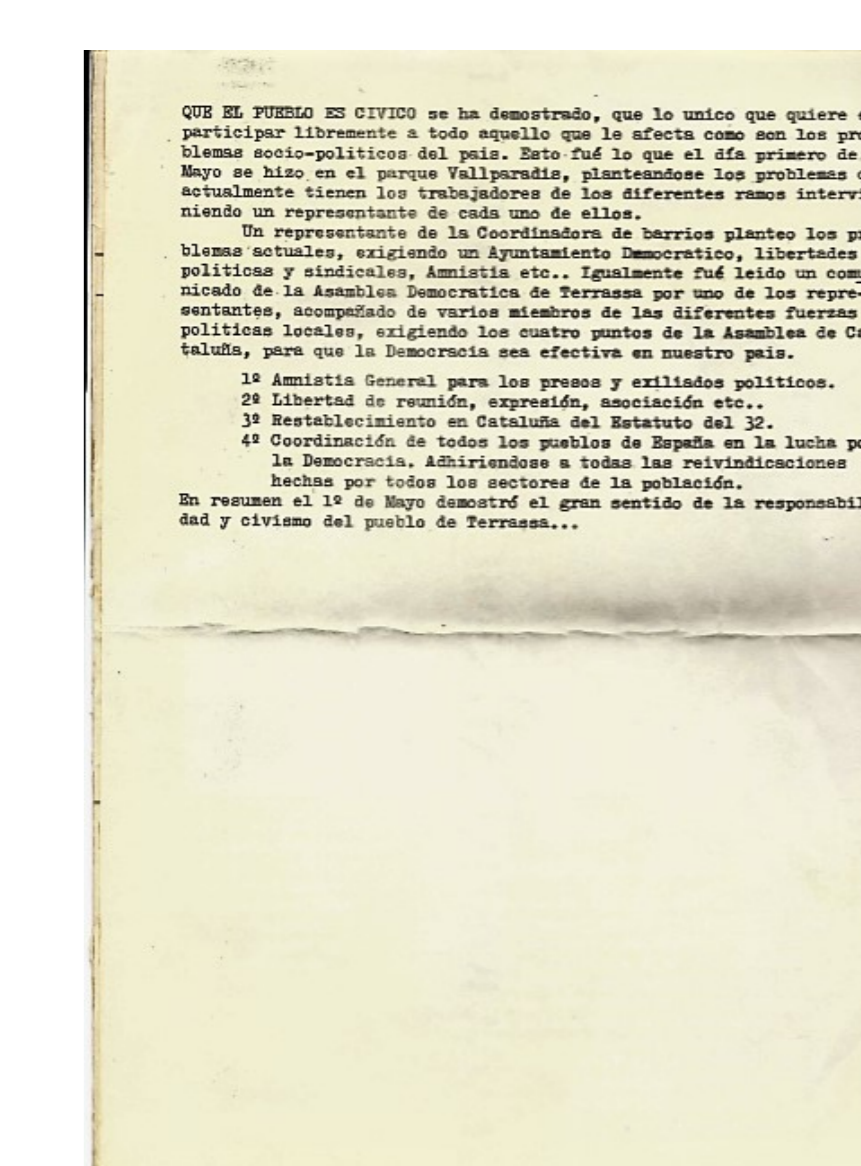 QUE EL PUEBLO ES CIVICO se ha demostrado, que lo unico que quiere
participar libremente a todo aquello que le afecta como son los pro
blemas socio-politicos del pais. Esto fué lo que el día primero de
Mayo se hizo en el parque Vallparadis, planteandose los problemas
actualmente tienen los trabajadores de los diferentes ramos intervi
niendo un representante de cada uno de ellos.
Un representante de la Coordinadora de barrios planteo los pr
blemas actuales, exigiendo un Ayuntamiento Democratico, libertades
politicas y sindicales, Amnistia etc.. Igualmente fué leido un comu
nicado de la Asamblea Democratica de Terrassa por uno de los repre-
sentantes, acompañado de varios miembros de las diferentes fuerzas
politicas locales, exigiendo los cuatro puntos de la Asamblea de Ca
taluña, para que la Democracia sea efectiva en nuestro pais.
1º Amnistia General para los presos y exiliados politicos.
2º Libertad de reunión, expresión, asociación etc..
3º Restablecimiento en Cataluña del Estatuto del 32.
4º Coordinación de todos los pueblos de España en la lucha po
la Democracia. Adhiriendose a todas las reivindicaciones
hechas por todos los sectores de la población.
En resumen el 1º de Mayo demostró el gran sentido de la responsabil
dad y civismo del pueblo de Terrassa...